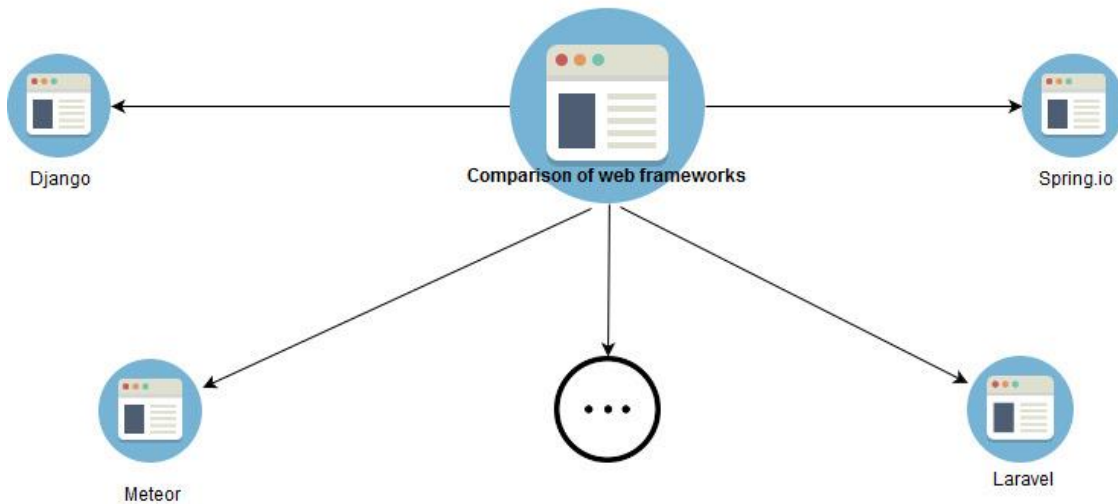 Comparison of web frameworks
Django
Spring.io
Meteor
...
Laravel